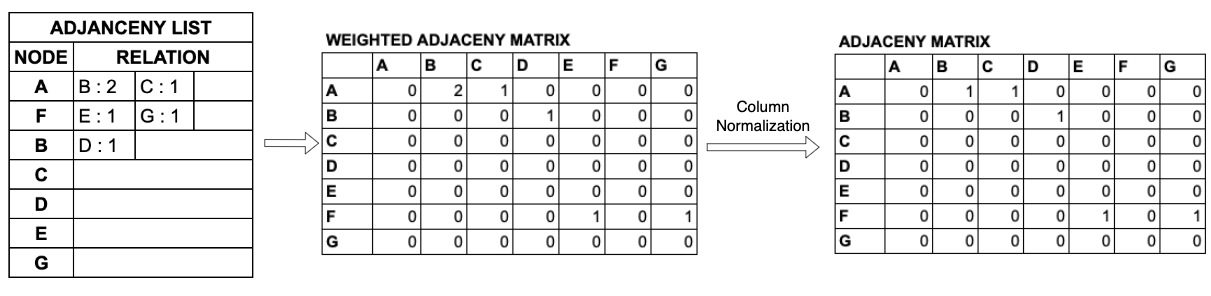 ADJANCENY LIST
NODE RELATION
A B : 2 C : 1
F E : 1 G : 1
B D : 1
C
D
E
G
WEIGHTED ADJACENY MATRIX
A B C D E F G
A 0 2 1 0 0 0 0
B 0 0 0 1 0 0 0
C 0 0 0 0 0 0 0
D 0 0 0 0 0 0 0
E 0 0 0 0 0 0 0
F 0 0 0 0 1 0 1
G 0 0 0 0 0 0 0
Column
Normalization
ADJACENY MATRIX
A B C D E F G
A 0 1 1 0 0 0 0
B 0 0 0 1 0 0 0
C 0 0 0 0 0 0 0
D 0 0 0 0 0 0 0
E 0 0 0 0 0 0 0
F 0 0 0 0 1 0 1
G 0 0 0 0 0 0 0